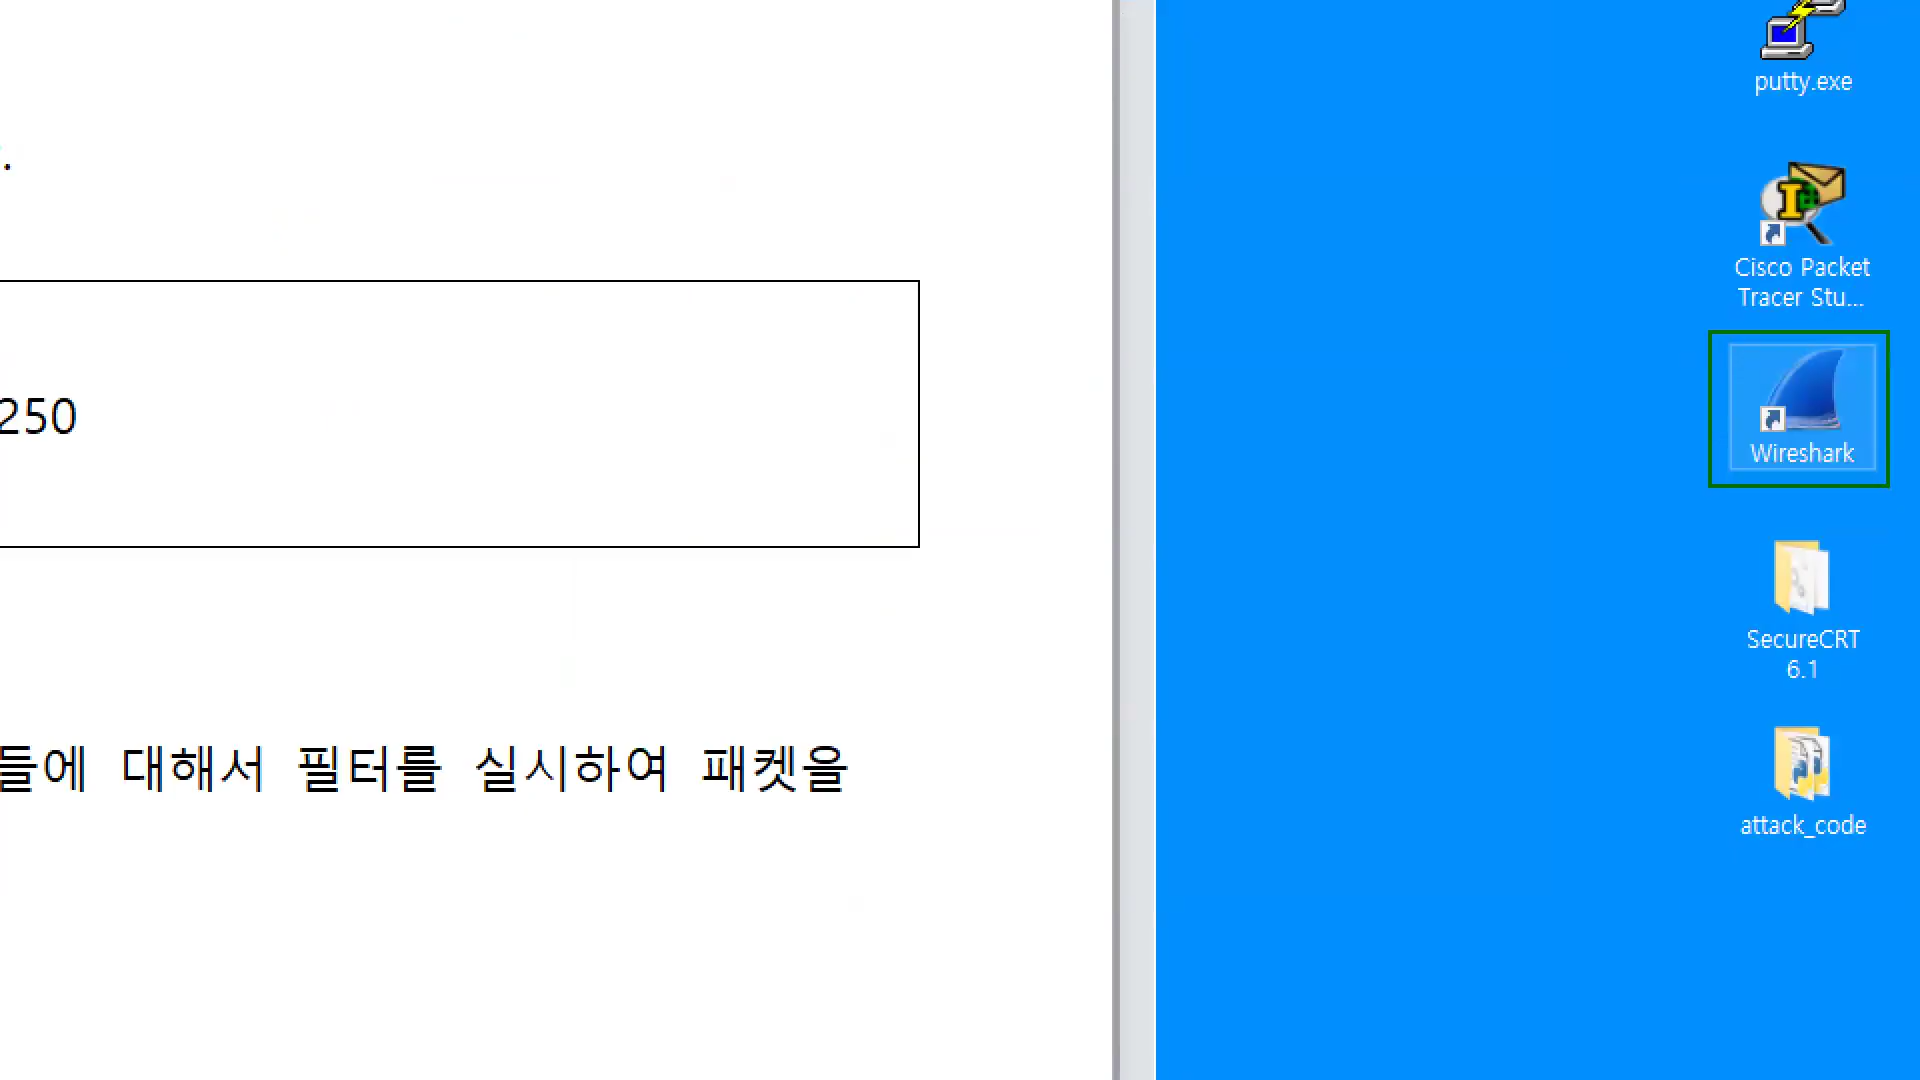 .
250
들에 대해서 필터를 실시하여 패킷을
putty.exe
Cisco Packet
Tracer Stu...
Wireshark
SecureCRT
6.1
attack_code